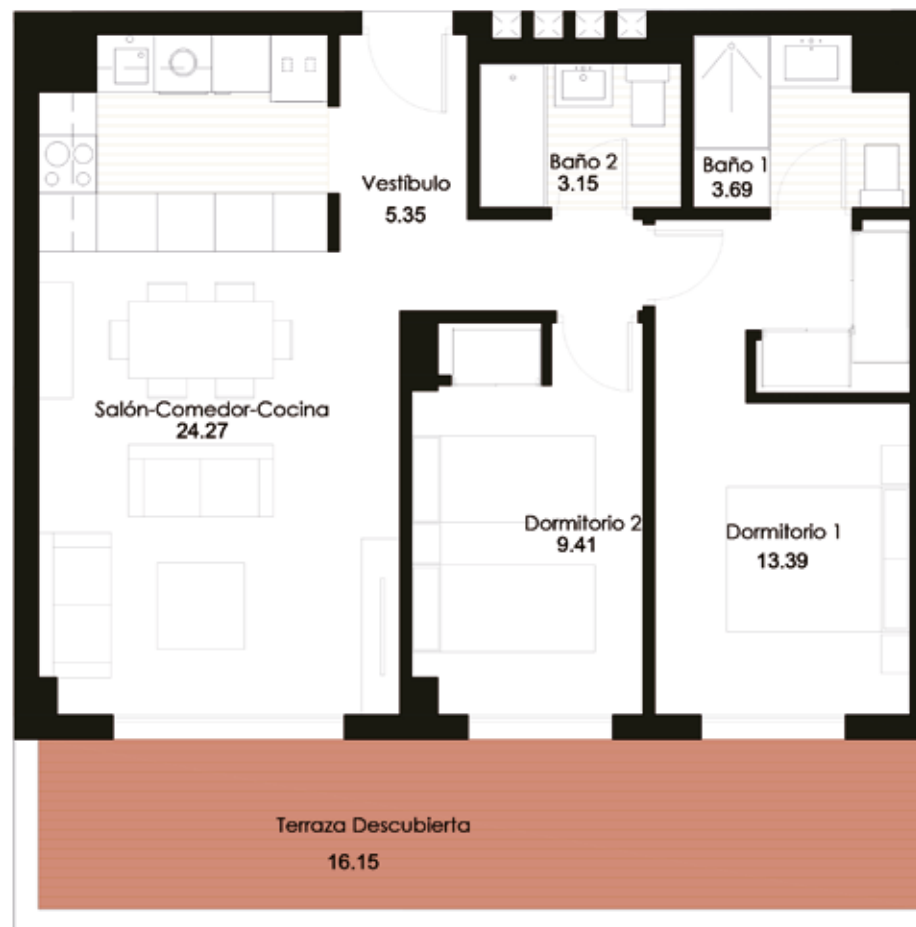 Baño 2
3.15
Baño 1
3.69
Vestíbulo
5.35
Salón-Comedor-Cocina
24.27
Dormitorio 2
9.41
Dormitorio 1
13.39
Terraza Descubierta
16.15